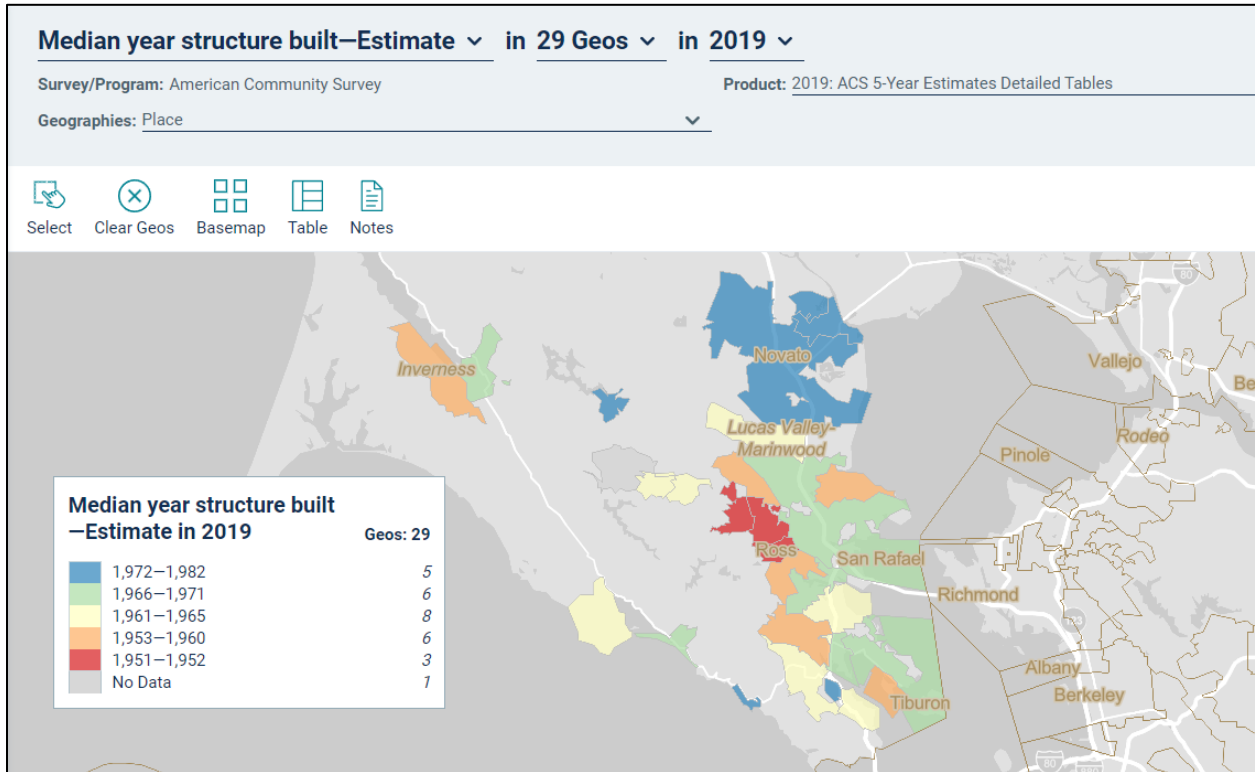 Median year structure built—Estimate in 29 Geos in 2019
Survey/Program: American Community Survey
Product: 2019: ACS 5-Year Estimates Detailed Tables
Geographies: Place
Select
Clear Geos
Basemap
Table
Notes
80
Novato
Vallejo
Inverness
Be
Lucas Valley-
Marinwood
Rodeo
Pinole
Ross
San Rafael
Richmond
Albany
Berkeley
Tiburon
80
Median year structure built
—Estimate in 2019
Geos: 29
1,972—1,982 5
1,966—1,971 6
1,961—1,965 8
1,953—1,960 6
1,951—1,952 3
No Data 1